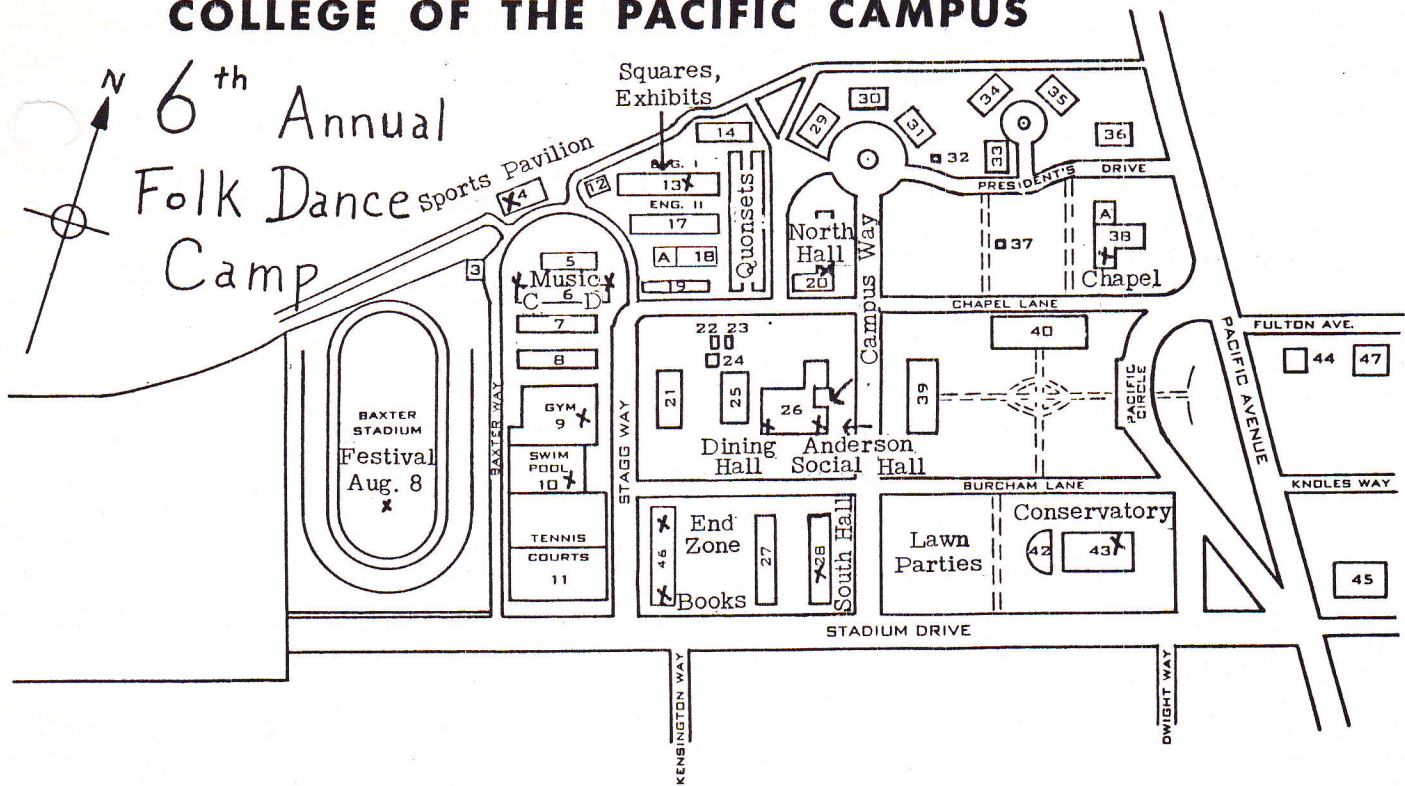 COLLEGE OF THE PACIFIC CAMPUS
N
6th Annual
Folk Dance
Camp
Sports Pavilion
Squares,
Exhibits
14
12
4
ENG. I
13
ENG. II
17
A 18
19
Quonsets
3
5
Music
C 6 D
7
8
GYM
9
SWIM
POOL
10
TENNIS
COURTS
11
BAXTER
STADIUM
Festival
Aug. 8
BAXTER WAY
STAGG WAY
29
30
31
32
33
34
35
36
PRESIDENT'S DRIVE
North
Hall
20
Campus Way
37
A
38
Chapel
CHAPEL LANE
22 23
24
21
25
26
Dining
Hall
Anderson
Social Hall
39
40
PACIFIC
CIRCLE
PACIFIC AVENUE
FULTON AVE.
44
47
BURCHAM LANE
KNOLES WAY
46
End
Zone
Books
27
28
South Hall
Lawn
Parties
Conservatory
42
43
45
STADIUM DRIVE
KENSINGTON WAY
DWIGHT WAY